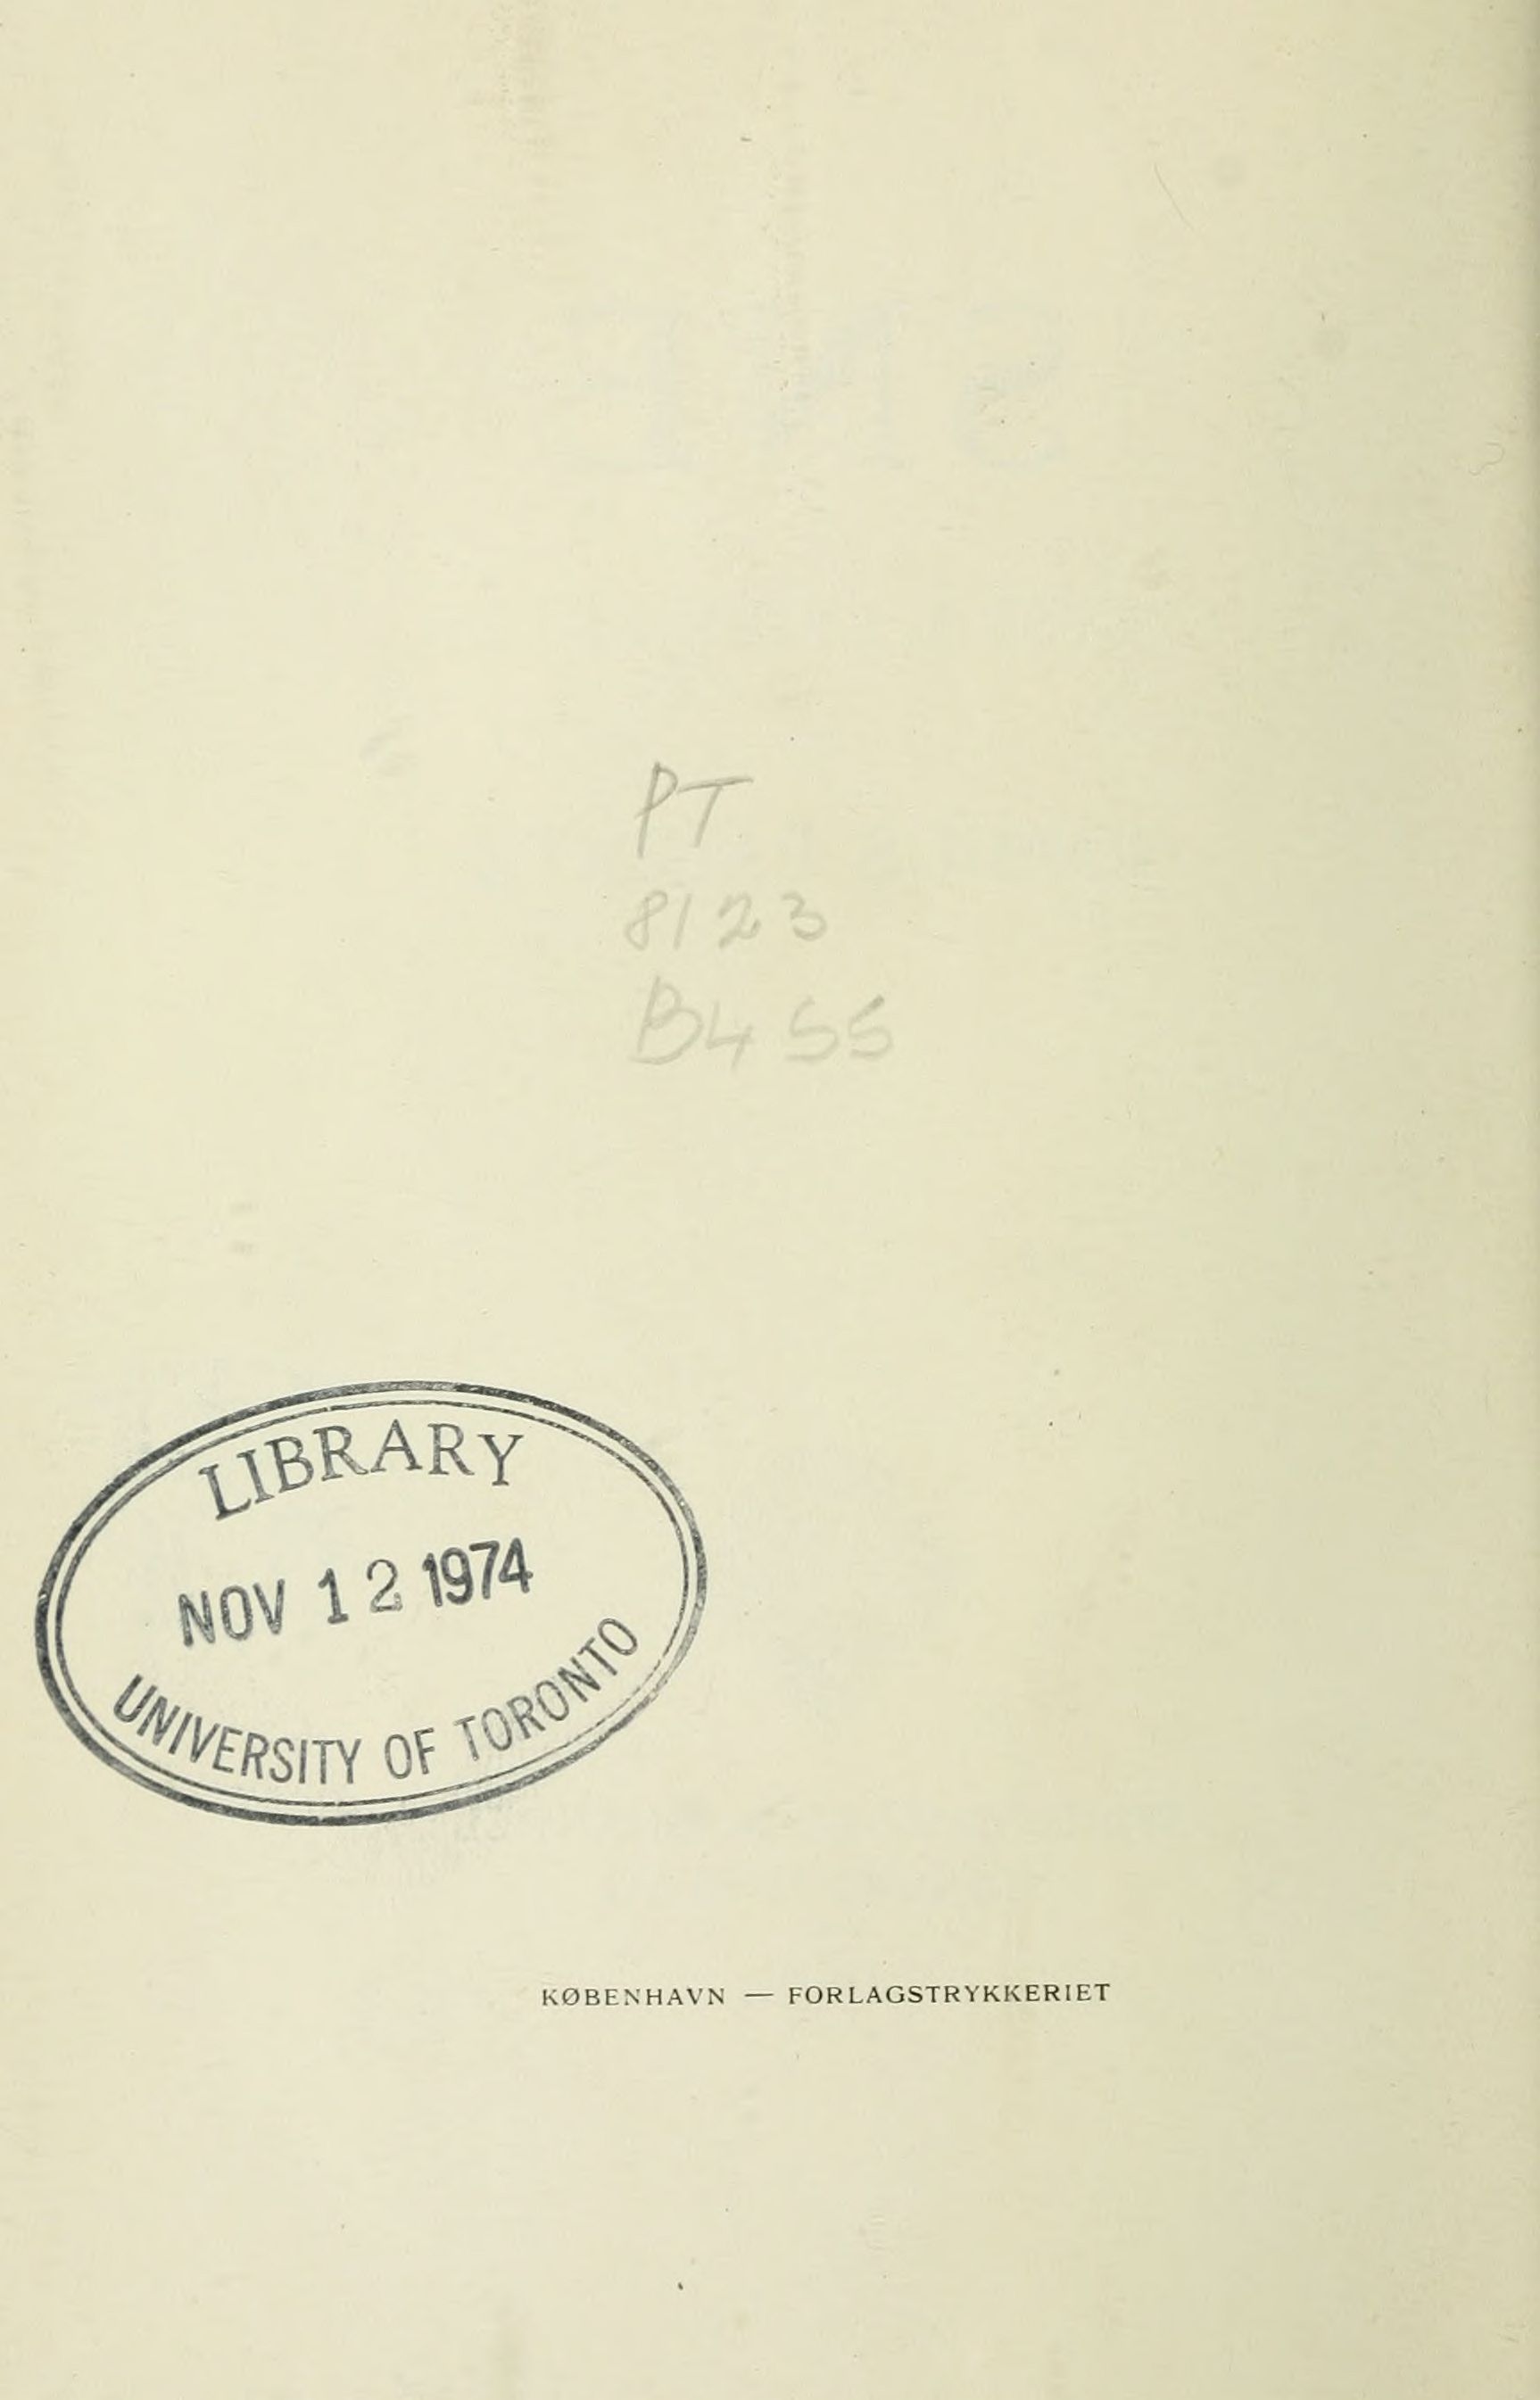 PT
8123
B4 S5
LIBRARY
NOV 12 1974
UNIVERSITY OF TORONTO
KØBENHAVN — FORLAGSTRYKKERIET